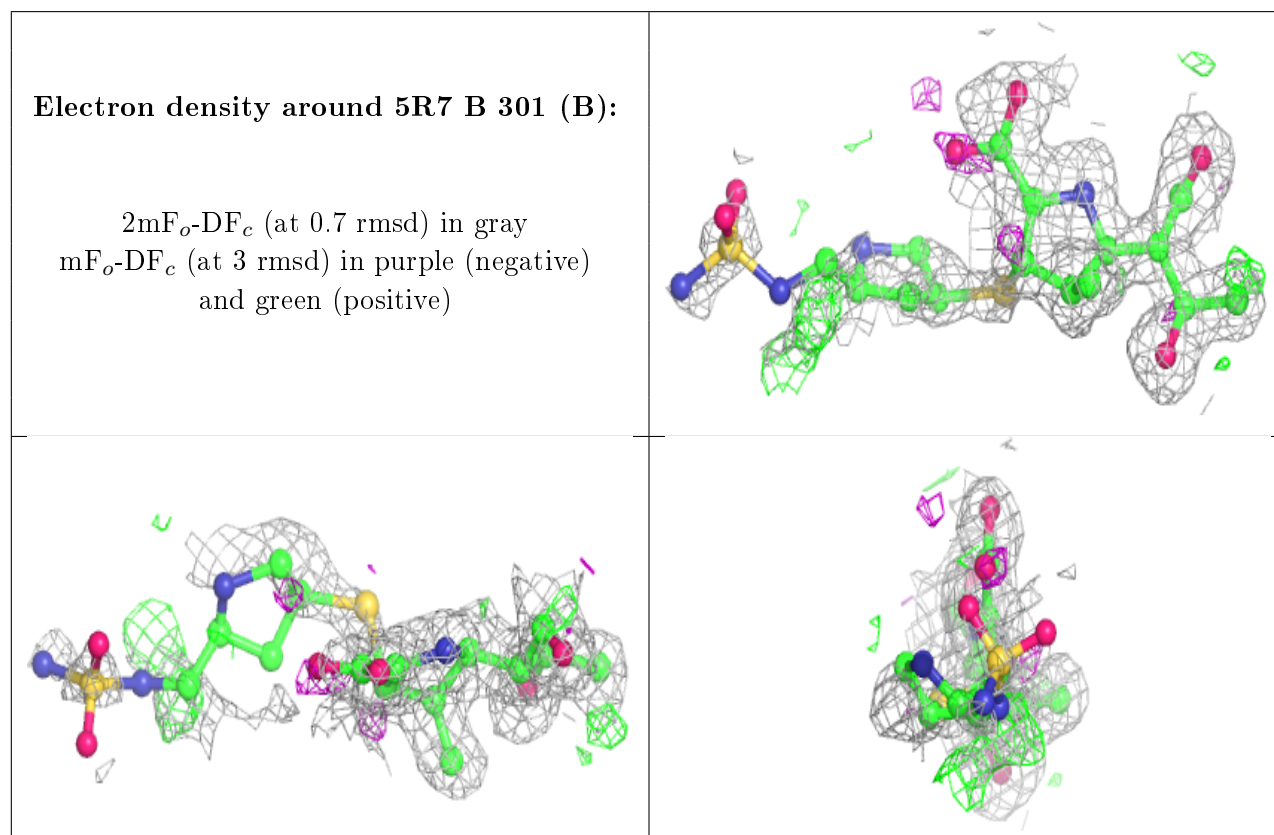 Electron density around 5R7 B 301 (B):
2mFo-DFc (at 0.7 rmsd) in gray
mFo-DFc (at 3 rmsd) in purple (negative)
and green (positive)